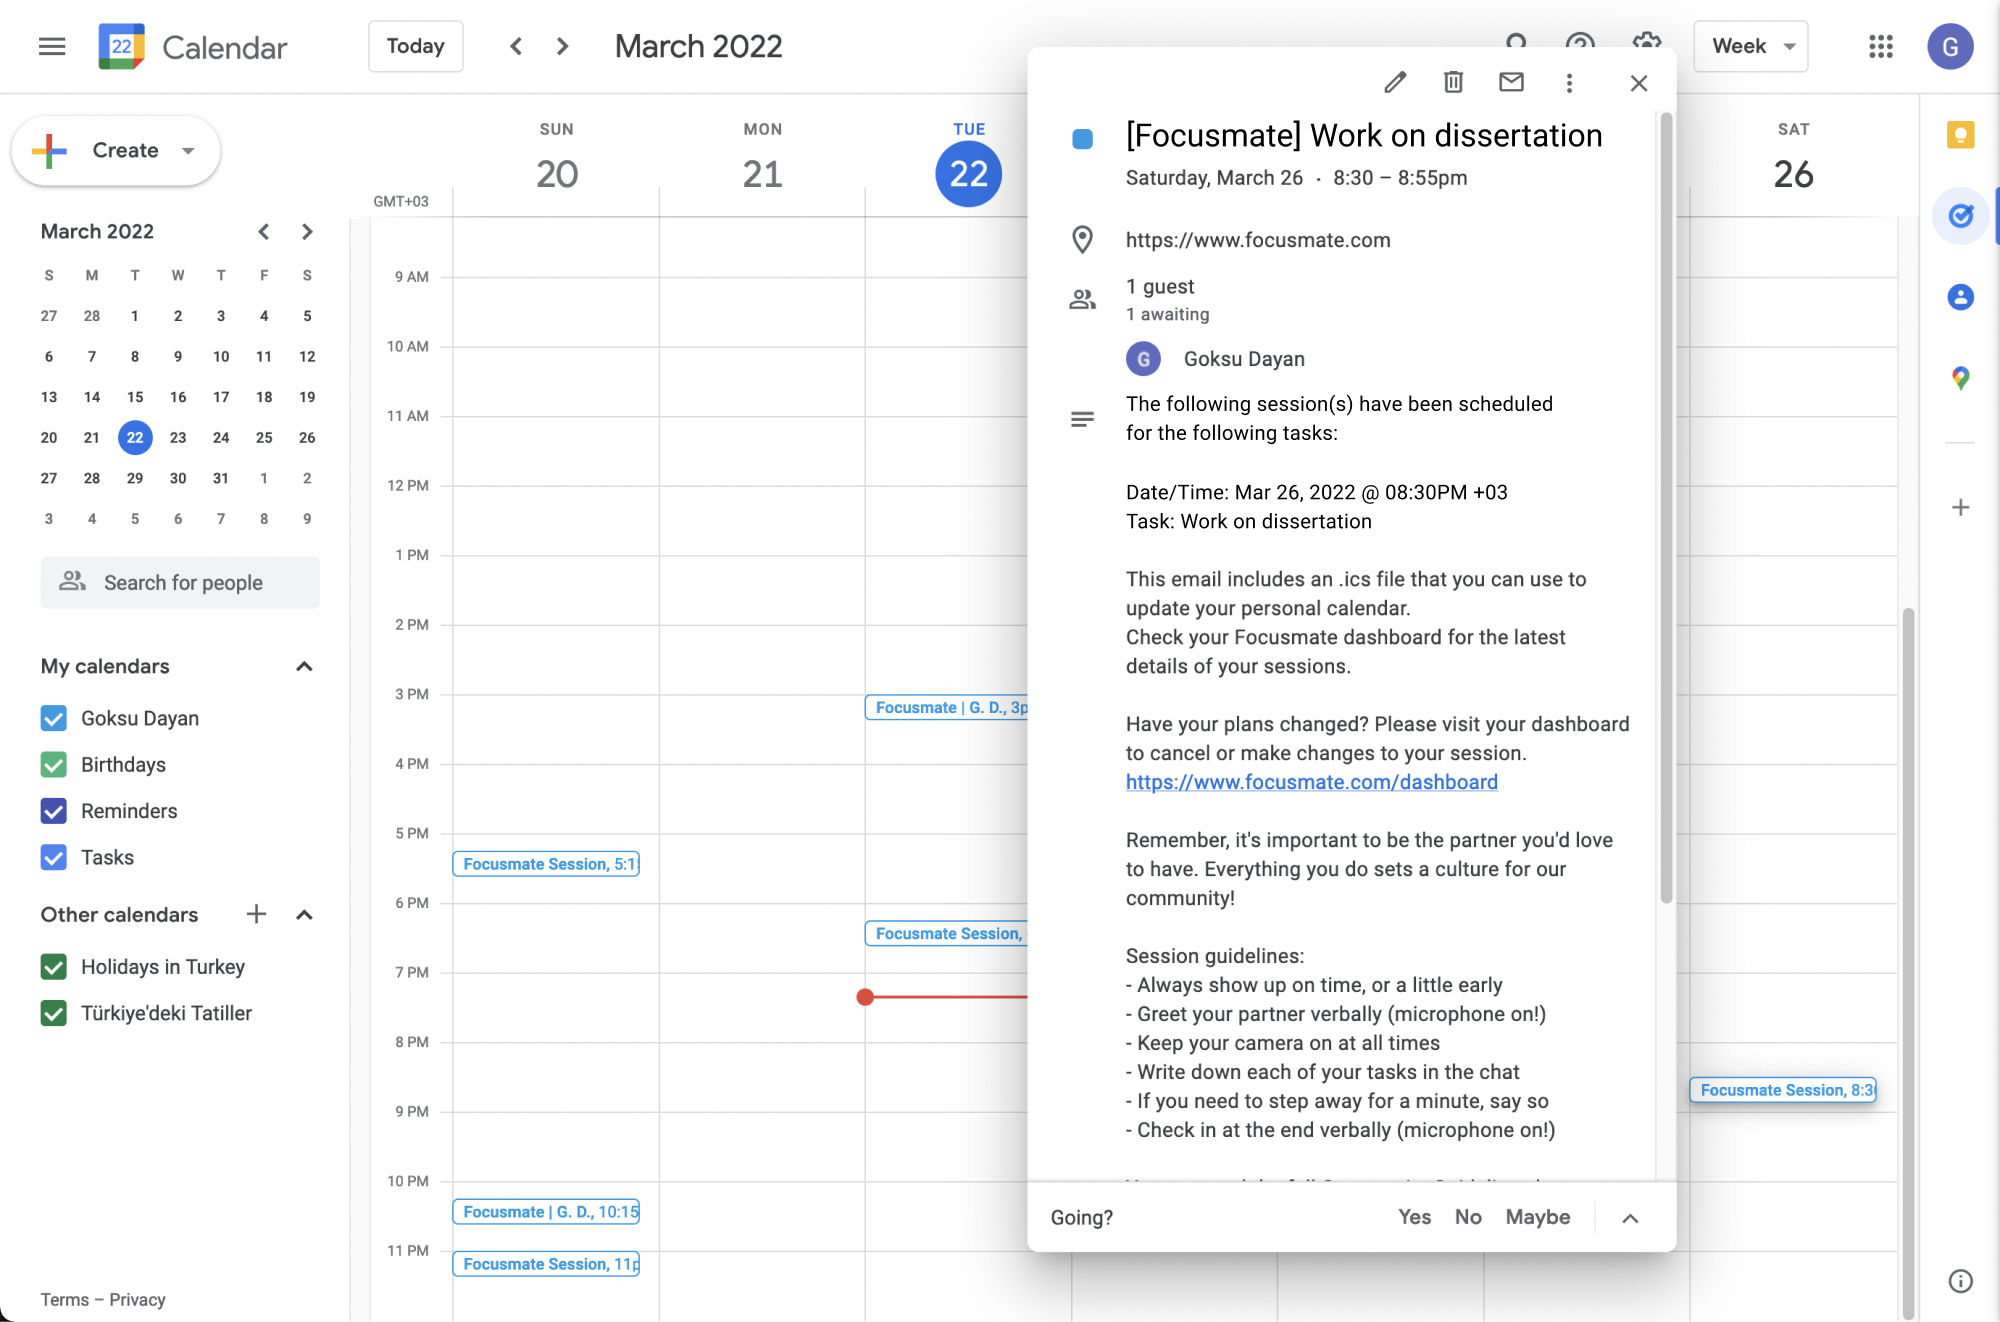 22 Calendar
Today
March 2022
Week
G
Create
SUN
20
MON
21
TUE
22
SAT
26
GMT+03
March 2022
S M T W T F S
27 28 1 2 3 4 5
6 7 8 9 10 11 12
13 14 15 16 17 18 19
20 21 22 23 24 25 26
27 28 29 30 31 1 2
3 4 5 6 7 8 9
Search for people
My calendars
Goksu Dayan
Birthdays
Reminders
Tasks
Other calendars
Holidays in Turkey
Türkiye'deki Tatiller
Terms – Privacy
9 AM
10 AM
11 AM
12 PM
1 PM
2 PM
3 PM
4 PM
5 PM
6 PM
7 PM
8 PM
9 PM
10 PM
11 PM
Focusmate Session, 5:1
Focusmate | G. D., 10:15
Focusmate Session, 11p
Focusmate | G. D., 3p
Focusmate Session,
Focusmate Session, 8:3
[Focusmate] Work on dissertation
Saturday, March 26 · 8:30 – 8:55pm
https://www.focusmate.com
1 guest
1 awaiting
G Goksu Dayan
The following session(s) have been scheduled
for the following tasks:
Date/Time: Mar 26, 2022 @ 08:30PM +03
Task: Work on dissertation
This email includes an .ics file that you can use to
update your personal calendar.
Check your Focusmate dashboard for the latest
details of your sessions.
Have your plans changed? Please visit your dashboard
to cancel or make changes to your session.
https://www.focusmate.com/dashboard
Remember, it's important to be the partner you'd love
to have. Everything you do sets a culture for our
community!
Session guidelines:
- Always show up on time, or a little early
- Greet your partner verbally (microphone on!)
- Keep your camera on at all times
- Write down each of your tasks in the chat
- If you need to step away for a minute, say so
- Check in at the end verbally (microphone on!)
Going?
Yes No Maybe